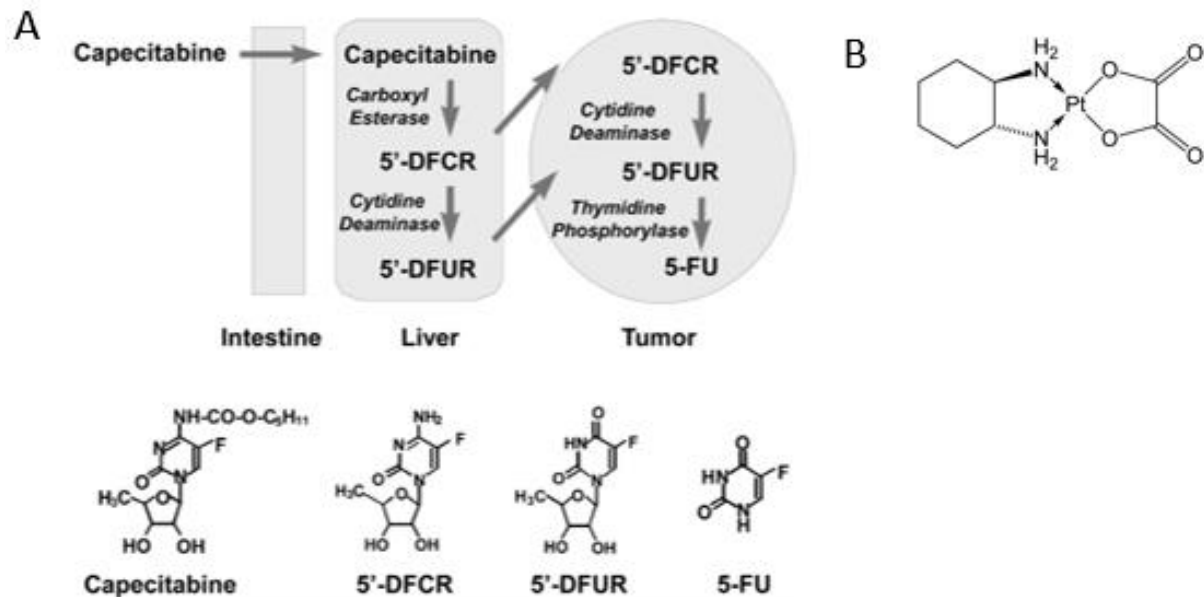 A
B
Capecitabine
Capecitabine
Carboxyl
Esterase
5'-DFCR
Cytidine
Deaminase
5'-DFUR
5'-DFCR
Cytidine
Deaminase
5'-DFUR
Thymidine
Phosphorylase
5-FU
Intestine
Liver
Tumor
H₂
N
Pt
N
H₂
O
O
O
O
NH-CO-O-C₅H₁₁
N
F
O
N
H₃C
O
HO
OH
Capecitabine
NH₂
N
F
O
N
H₃C
O
HO
OH
5'-DFCR
O
HN
F
O
N
H₃C
O
HO
OH
5'-DFUR
O
HN
F
O
N
H
5-FU